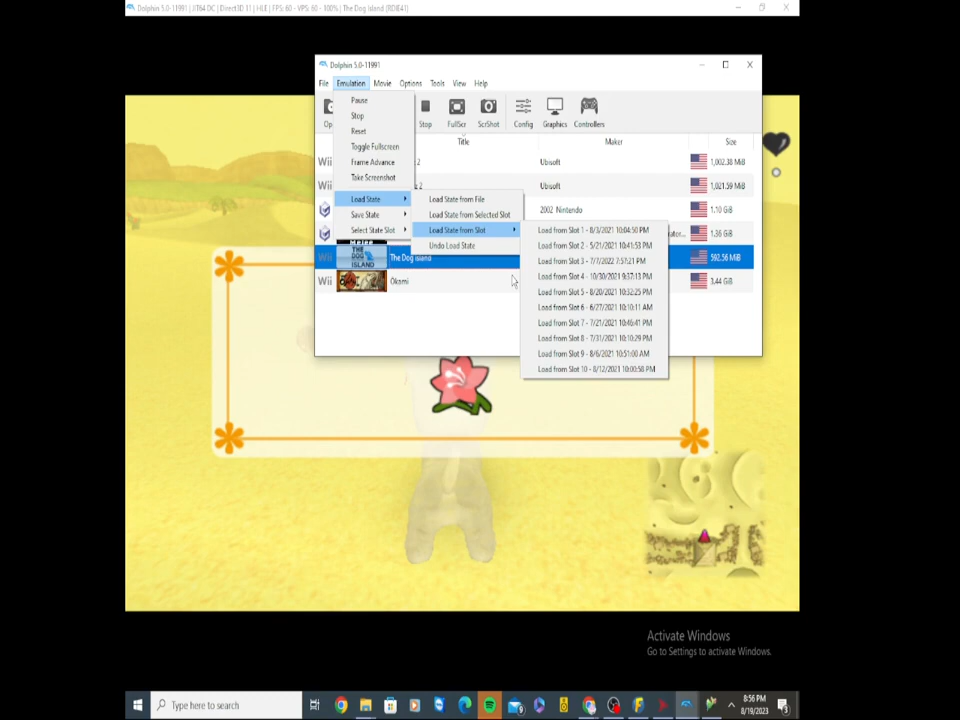 Dolphin 5.0-11991 | JIT64 DC | Direct3D 11 | HLE | FPS: 60 - VPS: 60 - 100% | The Dog Island (RDIE41)
Dolphin 5.0-11991
File Emulation Movie Options Tools View Help
Pause
Stop
Reset
Toggle Fullscreen
Frame Advance
Take Screenshot
Load State
Save State
Select State Slot
Stop FullScr ScrShot Config Graphics Controllers
Title Maker Size
Wii 2 Ubisoft 1,002.38 MiB
Wii 2 Ubisoft 1,021.59 MiB
2002 Nintendo 1.10 GiB
1.36 GiB
Wii THE DOG ISLAND The Dog Island 592.56 MiB
Wii Okami 3.44 GiB
Load State from File
Load State from Selected Slot
Load State from Slot
Undo Load State
Load from Slot 1 - 8/3/2021 10:04:50 PM
Load from Slot 2 - 5/21/2021 10:41:53 PM
Load from Slot 3 - 7/7/2022 7:57:21 PM
Load from Slot 4 - 10/30/2021 9:37:13 PM
Load from Slot 5 - 8/20/2021 10:32:25 PM
Load from Slot 6 - 6/27/2021 10:10:11 AM
Load from Slot 7 - 7/21/2021 10:46:41 PM
Load from Slot 8 - 7/31/2021 10:10:29 PM
Load from Slot 9 - 8/6/2021 10:51:00 AM
Load from Slot 10 - 8/12/2021 10:00:58 PM
Activate Windows
Go to Settings to activate Windows.
Type here to search
8:56 PM
8/19/2023